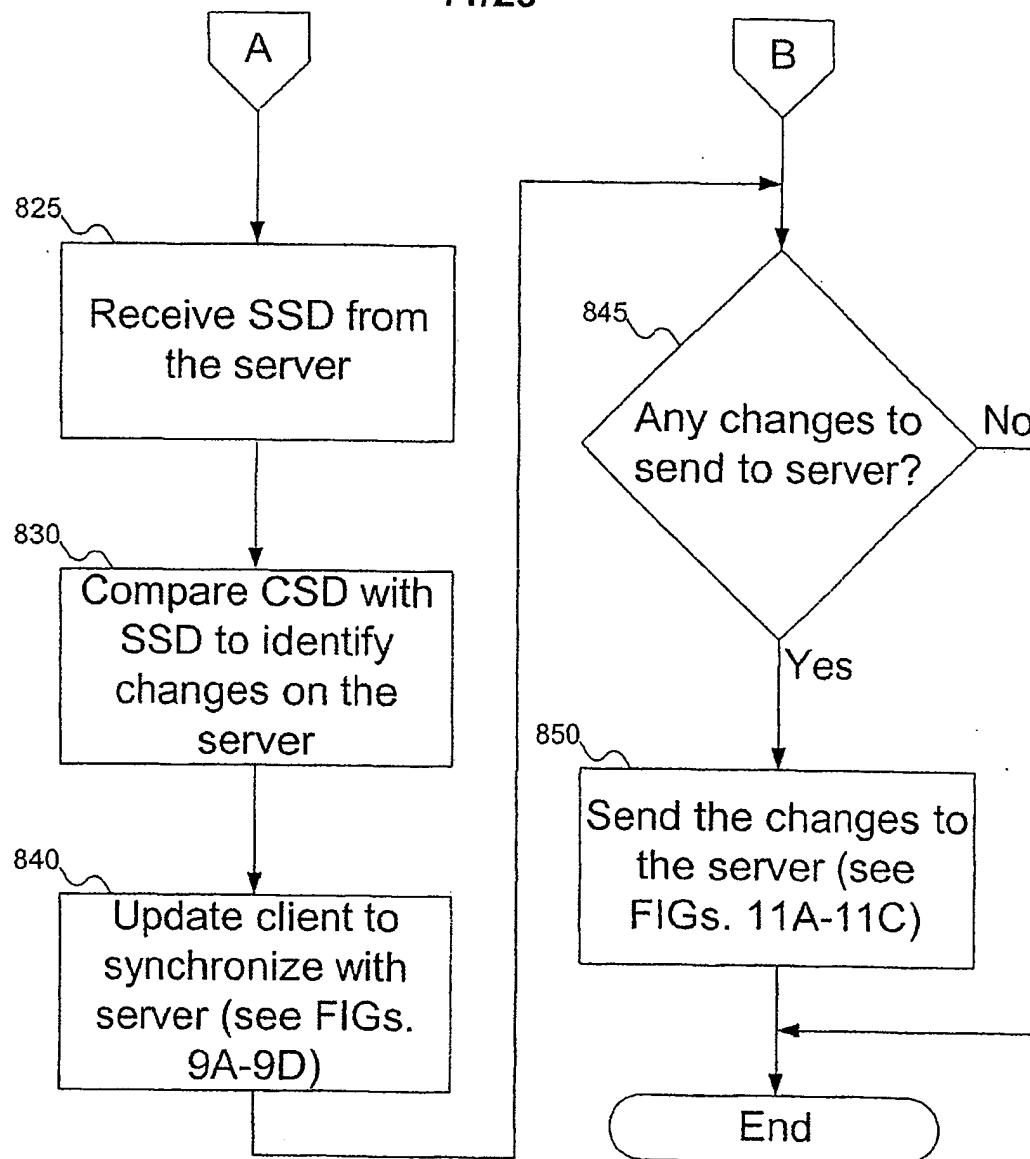 A
825
Receive SSD from
the server
830
Compare CSD with
SSD to identify
changes on the
server
840
Update client to
synchronize with
server (see FIGs.
9A-9D)
B
845
Any changes to
send to server?
No
Yes
850
Send the changes to
the server (see
FIGs. 11A-11C)
End